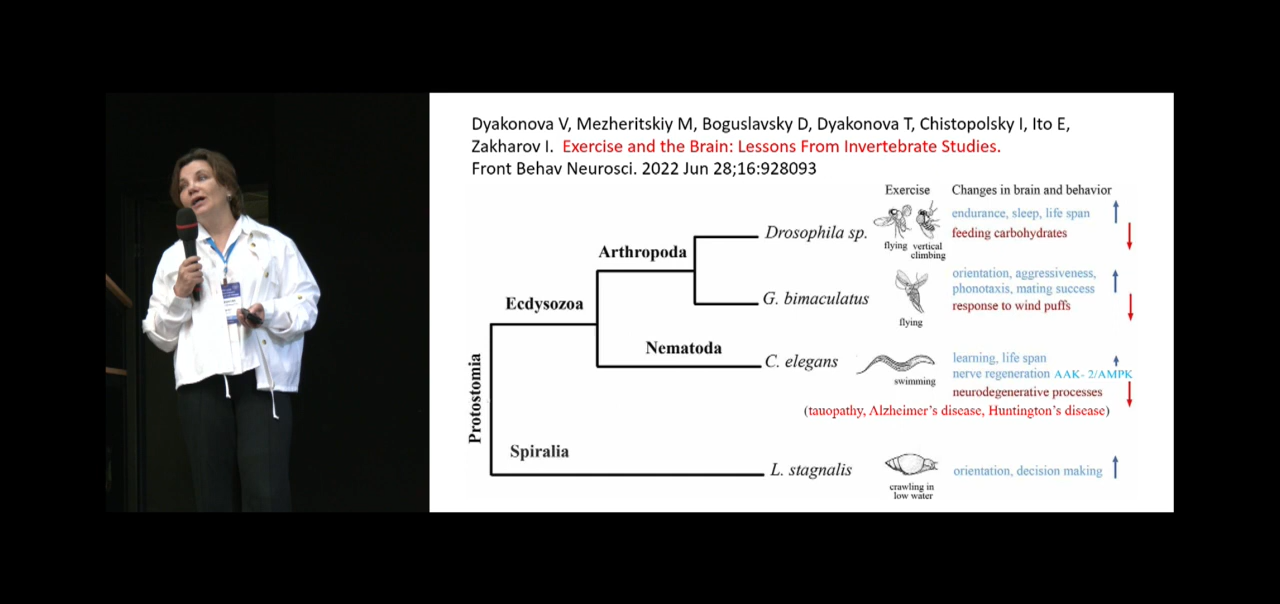 Dyakonova V, Mezheritskiy M, Boguslavsky D, Dyakonova T, Chistopolsky I, Ito E,
Zakharov I. Exercise and the Brain: Lessons From Invertebrate Studies.
Front Behav Neurosci. 2022 Jun 28;16:928093
Exercise
Changes in brain and behavior
Arthropoda
Drosophila sp.
flying
vertical
climbing
endurance, sleep, life span
feeding carbohydrates
Ecdysozoa
G. bimaculatus
flying
orientation, aggressiveness,
phonotaxis, mating success
response to wind puffs
Nematoda
C. elegans
swimming
learning, life span
nerve regeneration AAK- 2/AMPK
neurodegenerative processes
(tauopathy, Alzheimer's disease, Huntington's disease)
Protostomia
Spiralia
L. stagnalis
crawling in
low water
orientation, decision making